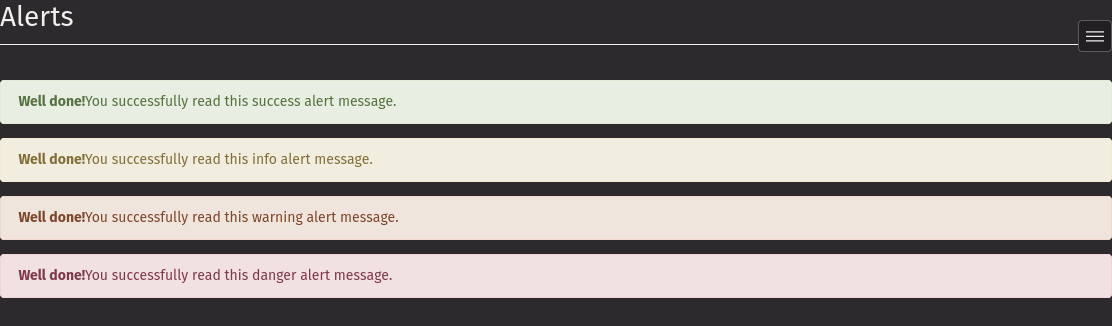 Alerts
Well done!You successfully read this success alert message.
Well done!You successfully read this info alert message.
Well done!You successfully read this warning alert message.
Well done!You successfully read this danger alert message.